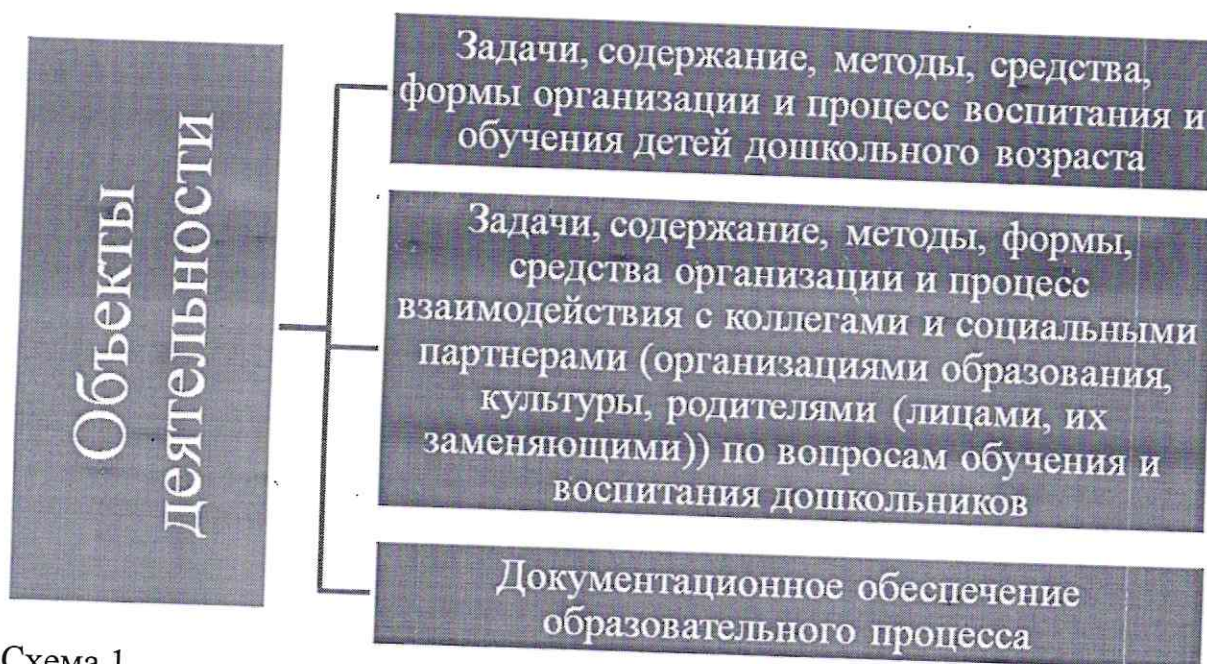 Объекты
деятельности
Задачи, содержание, методы, средства,
формы организации и процесс воспитания и
обучения детей дошкольного возраста
Задачи, содержание, методы, формы,
средства организации и процесс
взаимодействия с коллегами и социальными
партнерами (организациями образования,
культуры, родителями (лицами, их
заменяющими)) по вопросам обучения и
воспитания дошкольников
Документационное обеспечение
образовательного процесса
Схема 1